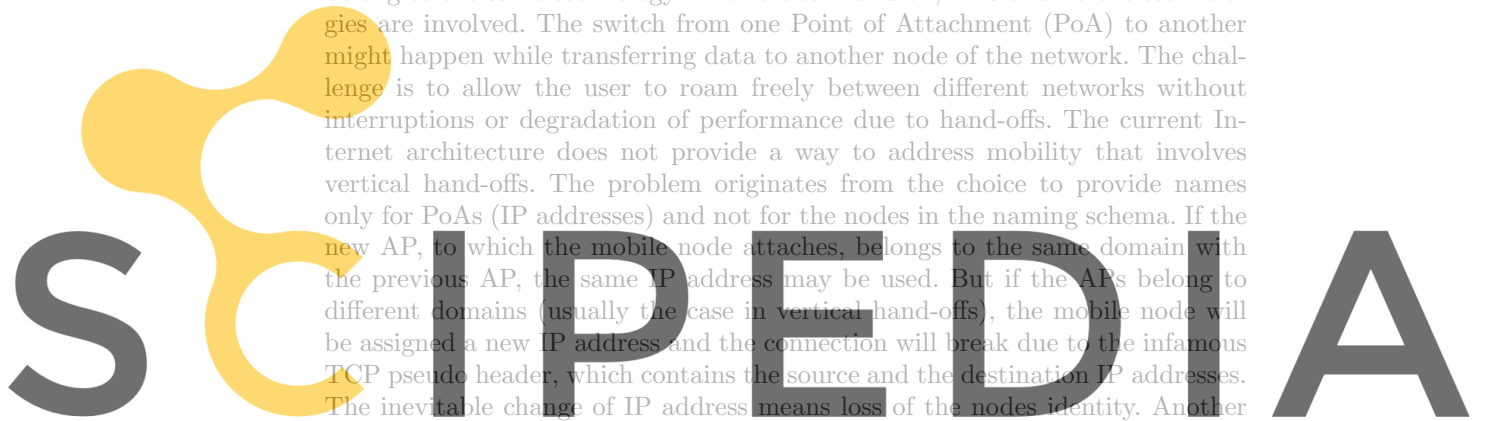 gies are involved. The switch from one Point of Attachment (PoA) to another
might happen while transferring data to another node of the network. The chal-
lenge is to allow the user to roam freely between different networks without
interruptions or degradation of performance due to hand-offs. The current In-
ternet architecture does not provide a way to address mobility that involves
vertical hand-offs. The problem originates from the choice to provide names
only for PoAs (IP addresses) and not for the nodes in the naming schema. If the
new AP, to which the mobile node attaches, belongs to the same domain with
the previous AP, the same IP address may be used. But if the APs belong to
different domains (usually the case in vertical hand-offs), the mobile node will
be assigned a new IP address and the connection will break due to the infamous
TCP pseudo header, which contains the source and the destination IP addresses.
The inevitable change of IP address means loss of the nodes identity. Another
SCIPEDIA